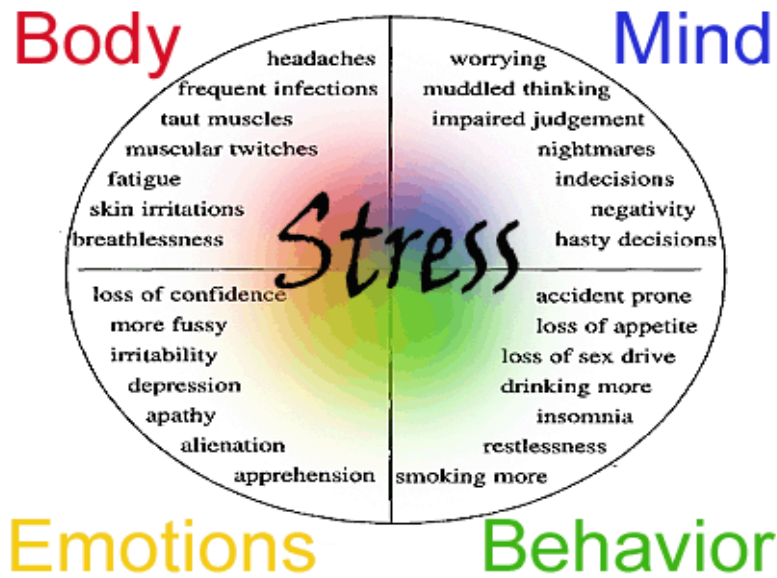 Body
headaches
frequent infections
taut muscles
muscular twitches
fatigue
skin irritations
breathlessness
Mind
worrying
muddled thinking
impaired judgement
nightmares
indecisions
negativity
hasty decisions
Stress
loss of confidence
more fussy
irritability
depression
apathy
alienation
apprehension
Emotions
accident prone
loss of appetite
loss of sex drive
drinking more
insomnia
restlessness
smoking more
Behavior